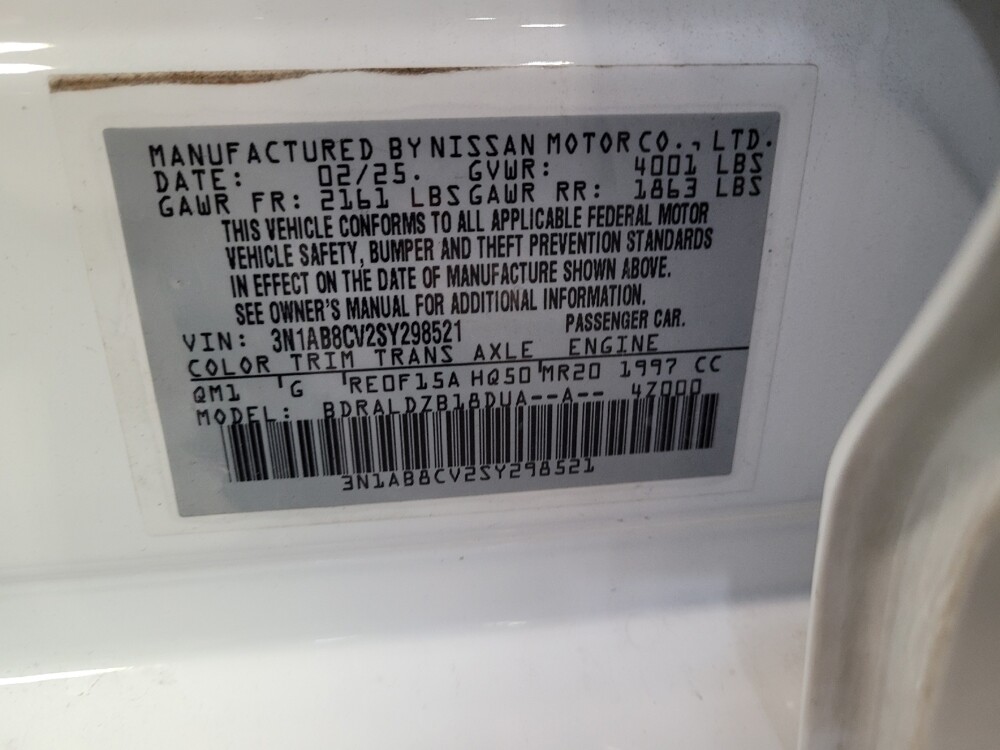 MANUFACTURED BY NISSAN MOTOR CO., LTD.
DATE: 02/25. GVWR: 4001 LBS
GAWR FR: 2161 LBS GAWR RR: 1863 LBS
THIS VEHICLE CONFORMS TO ALL APPLICABLE FEDERAL MOTOR
VEHICLE SAFETY, BUMPER AND THEFT PREVENTION STANDARDS
IN EFFECT ON THE DATE OF MANUFACTURE SHOWN ABOVE.
SEE OWNER'S MANUAL FOR ADDITIONAL INFORMATION.
VIN: 3N1AB8CV2SY298521 PASSENGER CAR.
COLOR TRIM TRANS AXLE ENGINE
QM1 G RE0F15A HQ50 MR20 1997 CC
MODEL: BDRALDZB18DUA--A-- 4Z000
3N1AB8CV2SY298521